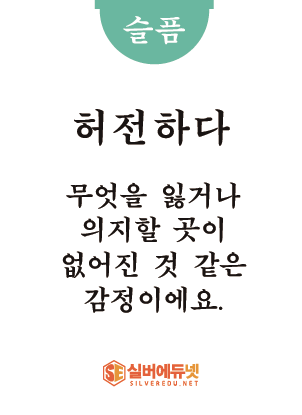 슬픔
허전하다
무엇을 잃거나
의지할 곳이
없어진 것 같은
감정이에요.
SE 실버에듀넷
SILVEREDU.NET